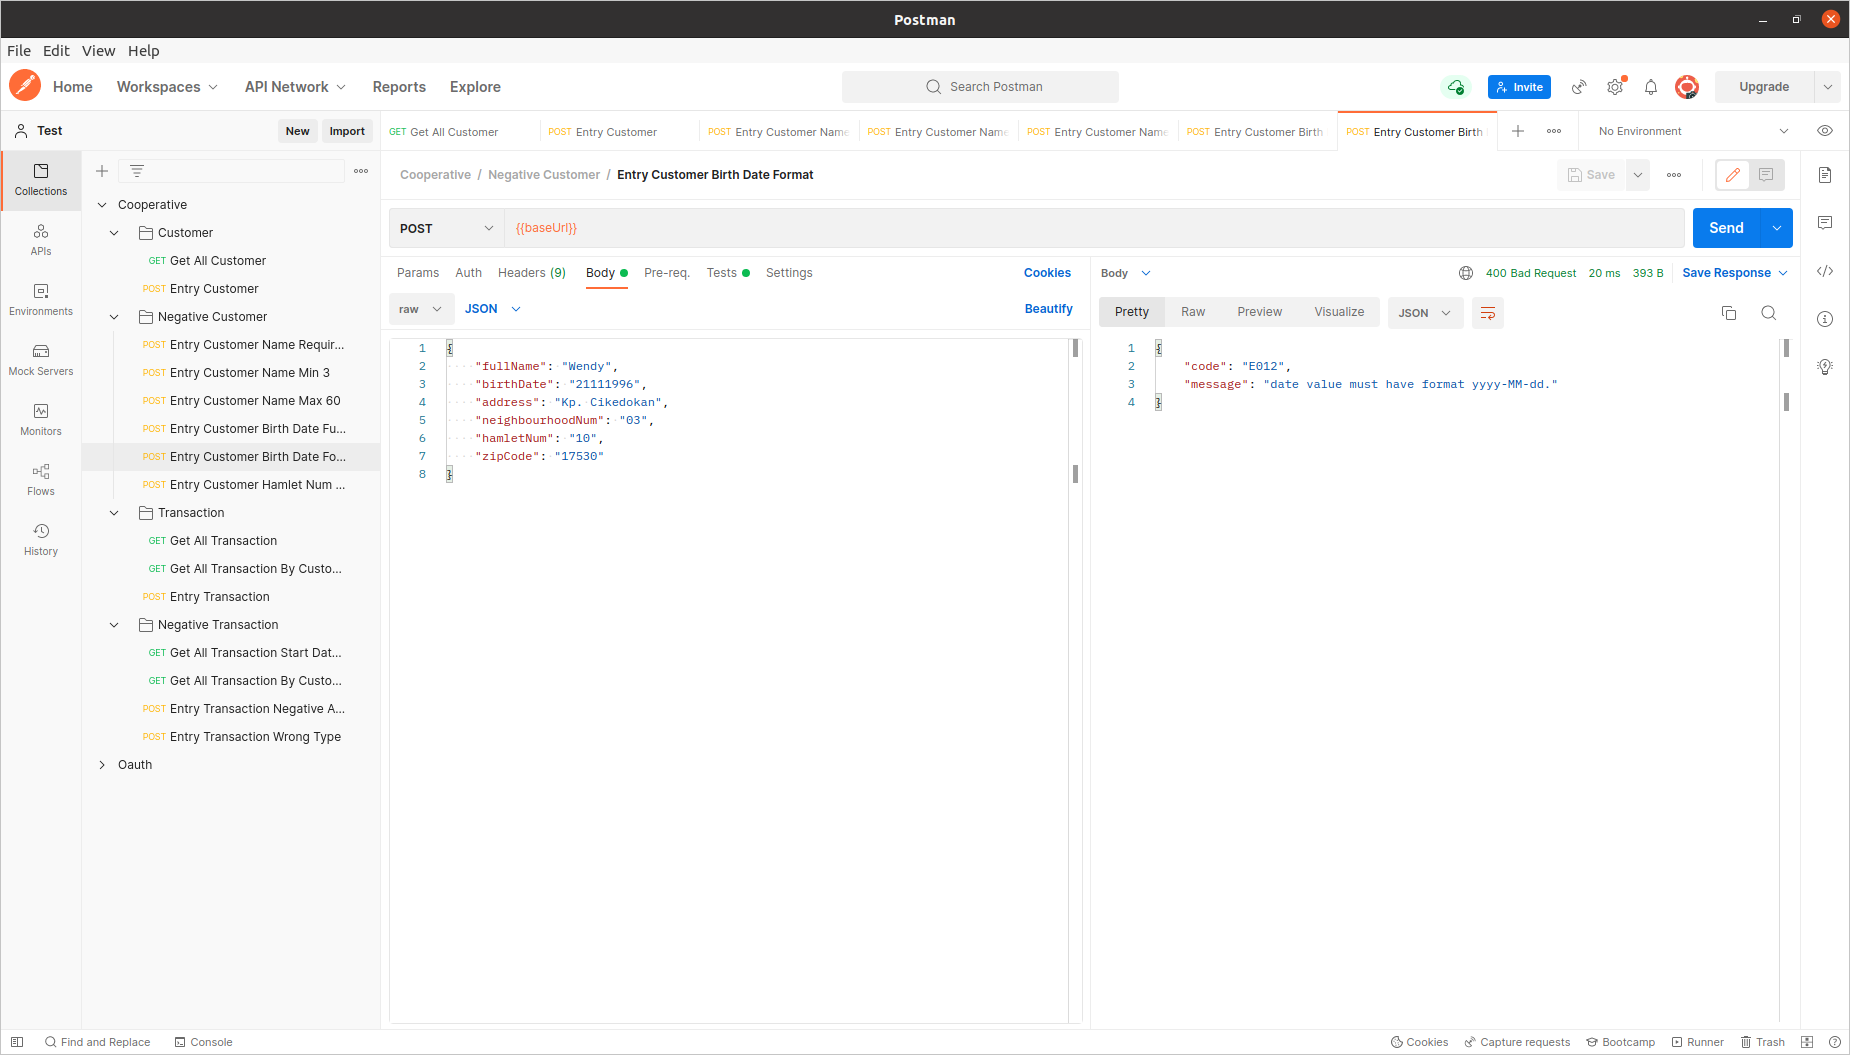 Postman
File Edit View Help
Home Workspaces API Network Reports Explore Search Postman Invite Upgrade
Test New Import
GET Get All Customer POST Entry Customer POST Entry Customer Name POST Entry Customer Name POST Entry Customer Name POST Entry Customer Birth POST Entry Customer Birth No Environment
Collections
APIs
Environments
Mock Servers
Monitors
Flows
History
Cooperative
Customer
GET Get All Customer
POST Entry Customer
Negative Customer
POST Entry Customer Name Requir...
POST Entry Customer Name Min 3
POST Entry Customer Name Max 60
POST Entry Customer Birth Date Fu...
POST Entry Customer Birth Date Fo...
POST Entry Customer Hamlet Num ...
Transaction
GET Get All Transaction
GET Get All Transaction By Custo...
POST Entry Transaction
Negative Transaction
GET Get All Transaction Start Dat...
GET Get All Transaction By Custo...
POST Entry Transaction Negative A...
POST Entry Transaction Wrong Type
Oauth
Cooperative / Negative Customer / Entry Customer Birth Date Format Save
POST {{baseUrl}} Send
Params Auth Headers (9) Body Pre-req. Tests Settings Cookies
raw JSON Beautify
1 {
2 "fullName": "Wendy",
3 "birthDate": "21111996",
4 "address": "Kp. Cikedokan",
5 "neighbourhoodNum": "03",
6 "hamletNum": "10",
7 "zipCode": "17530"
8 }
Body 400 Bad Request 20 ms 393 B Save Response
Pretty Raw Preview Visualize JSON
1 {
2 "code": "E012",
3 "message": "date value must have format yyyy-MM-dd."
4 }
Find and Replace Console Cookies Capture requests Bootcamp Runner Trash